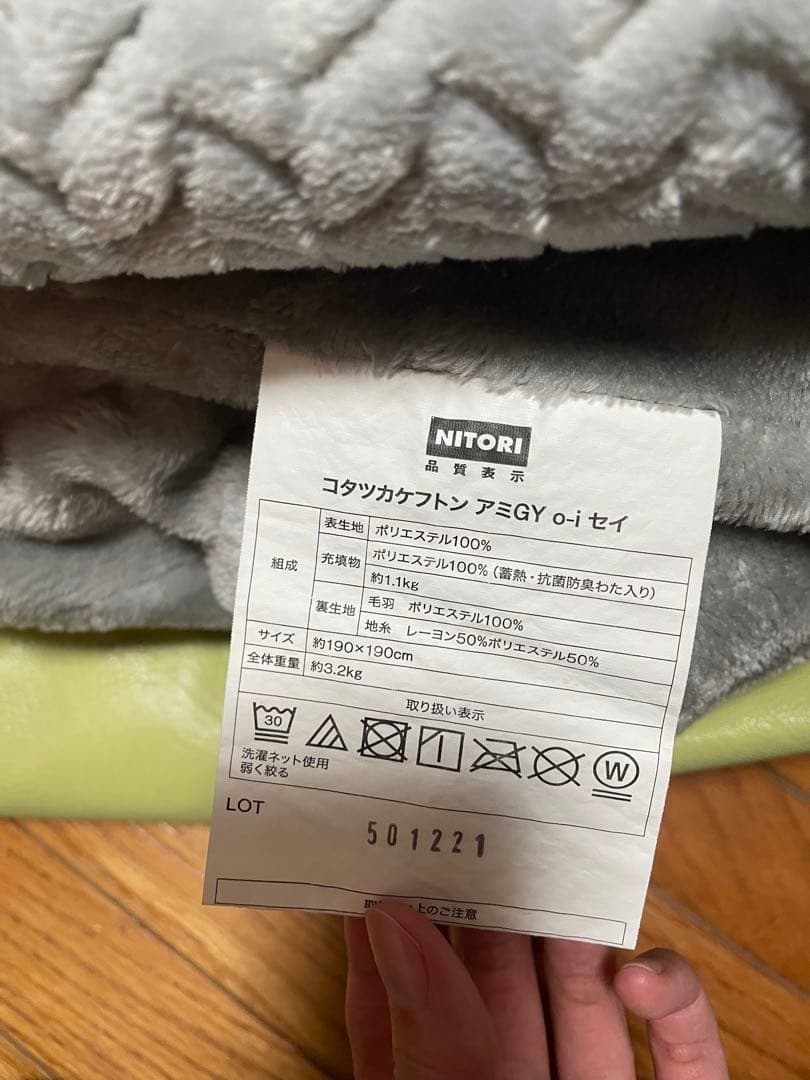 NITORI
品質表示
コタツカケフトン アミGY o-i セイ
組成
表生地 ポリエステル100%
充填物 ポリエステル100%(蓄熱・抗菌防臭わた入り)
約1.1kg
裏生地 毛羽 ポリエステル100%
地糸 レーヨン50%ポリエステル50%
サイズ 約190×190cm
全体重量 約3.2kg
取り扱い表示
30
W
洗濯ネット使用
弱く絞る
LOT
501221
上のご注意